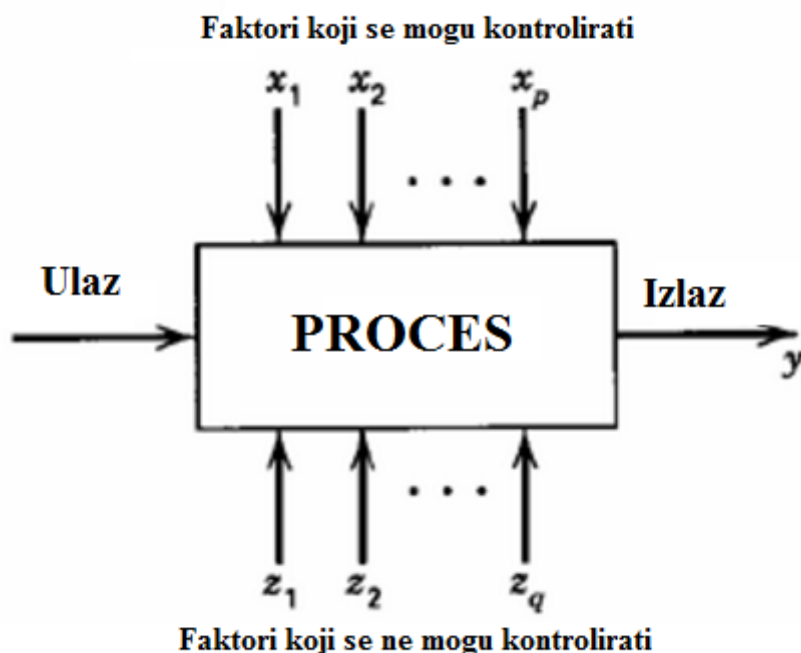 Faktori koji se mogu kontrolirati
x1 x2 . . . xp
Ulaz
PROCES
Izlaz
y
z1 z2 . . . zq
Faktori koji se ne mogu kontrolirati